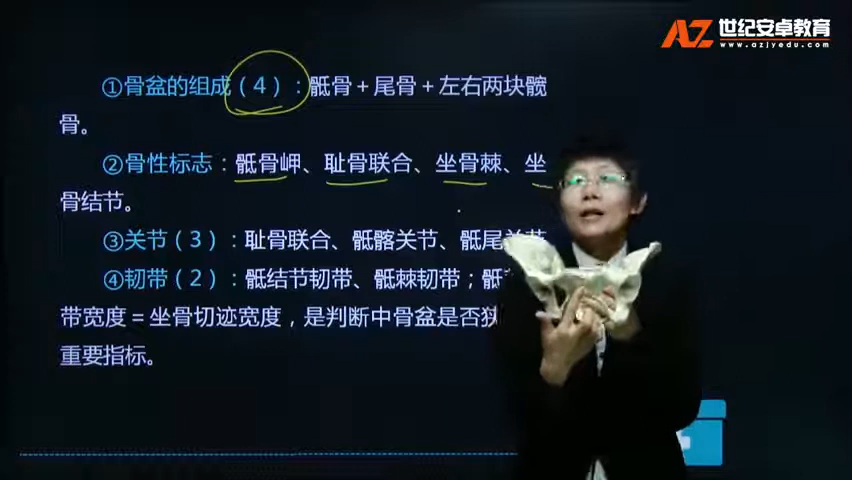 世纪安卓教育
www.azjyedu.com
①骨盆的组成（4）：骶骨＋尾骨＋左右两块髋
骨。
②骨性标志：骶骨岬、耻骨联合、坐骨棘、坐
骨结节。
③关节（3）：耻骨联合、骶髂关节、骶尾关节
④韧带（2）：骶结节韧带、骶棘韧带；骶
带宽度＝坐骨切迹宽度，是判断中骨盆是否狭
重要指标。